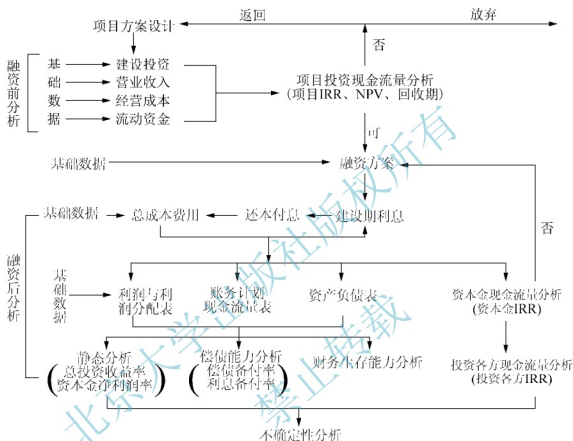 返回
放弃
项目方案设计
否
融资前分析
基础数据
建设投资
营业收入
经营成本
流动资金
项目投资现金流量分析
(项目IRR、NPV、回收期)
可
基础数据
融资方案
融资后分析
基础数据
总成本费用
还本付息
建设期利息
否
基础数据
利润与利
润分配表
账务计划
现金流量表
资产负债表
资本金现金流量分析
(资本金IRR)
静态分析
总投资收益率
资本金净利润率
偿债能力分析
偿债备付率
利息备付率
财务生存能力分析
投资各方现金流量分析
(投资各方IRR)
不确定性分析
北京大学出版社版权所有
禁止转载